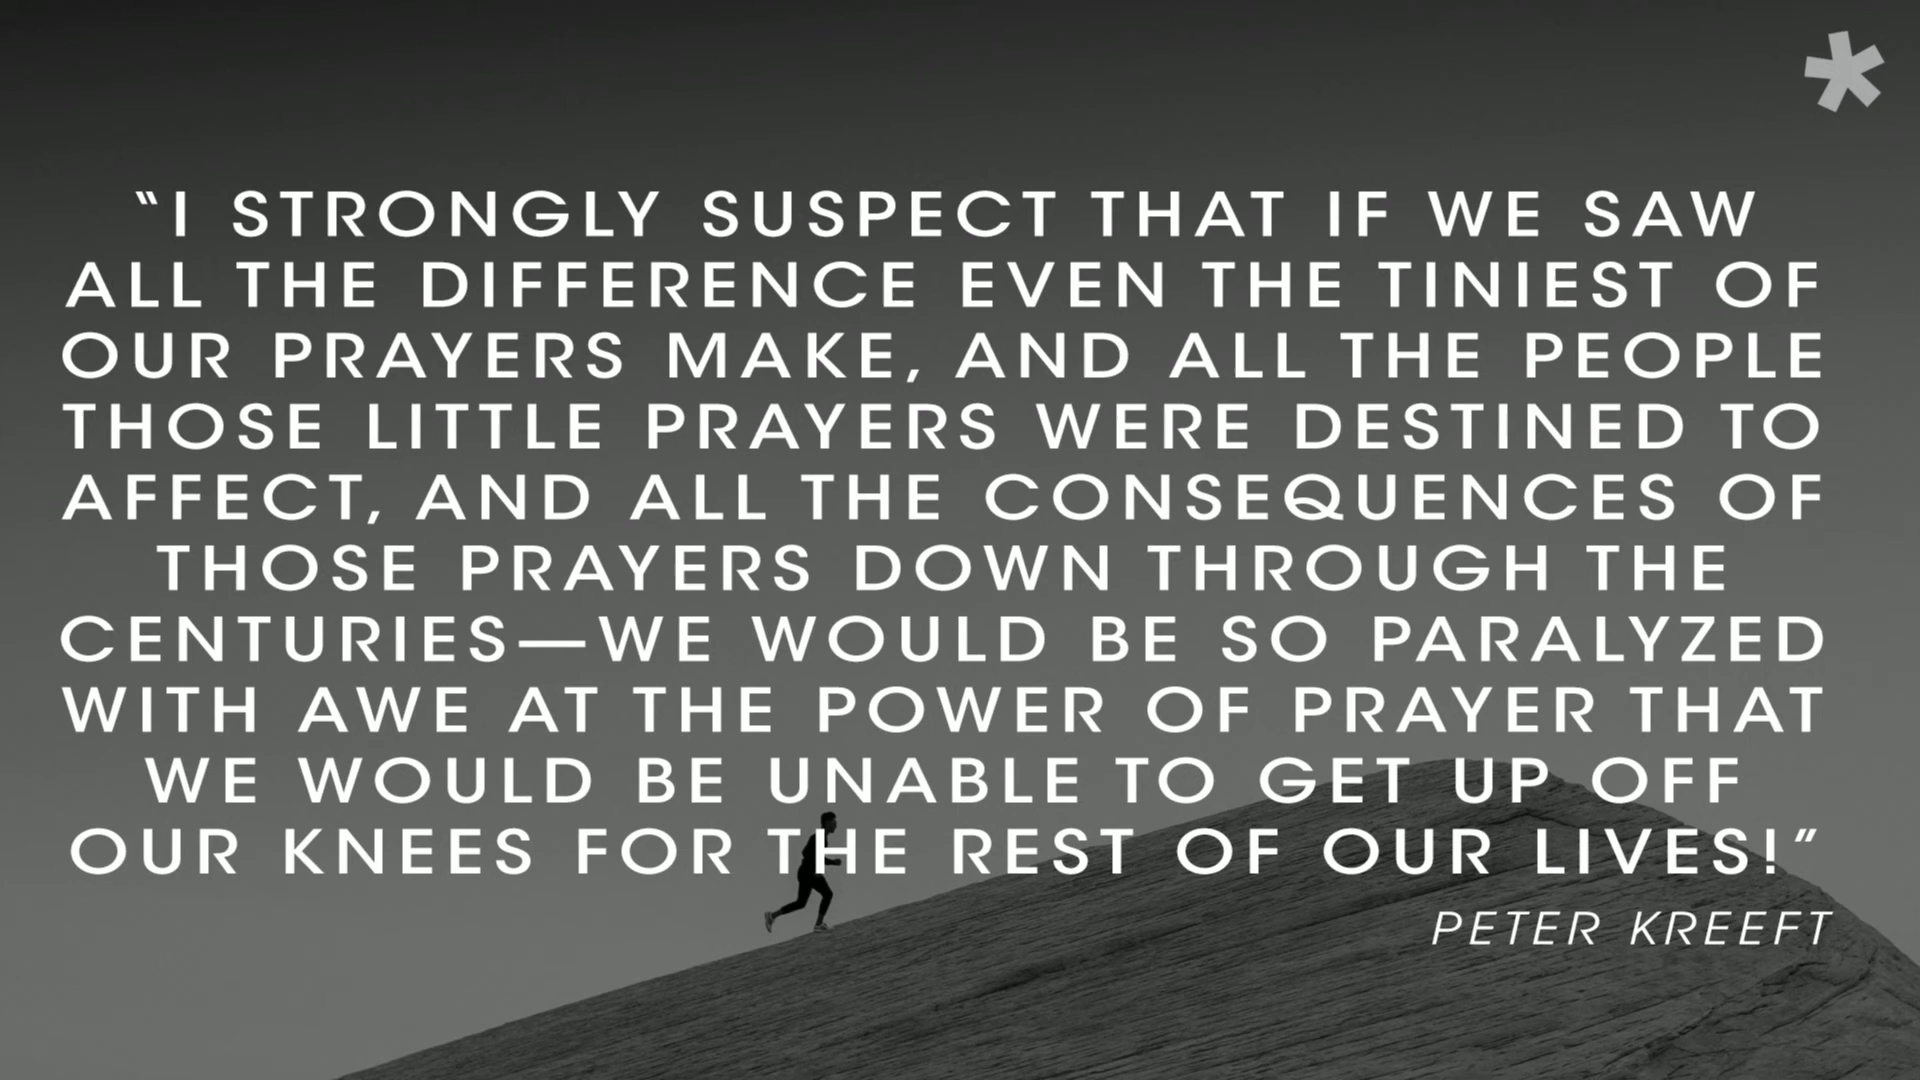 “I STRONGLY SUSPECT THAT IF WE SAW
ALL THE DIFFERENCE EVEN THE TINIEST OF
OUR PRAYERS MAKE, AND ALL THE PEOPLE
THOSE LITTLE PRAYERS WERE DESTINED TO
AFFECT, AND ALL THE CONSEQUENCES OF
THOSE PRAYERS DOWN THROUGH THE
CENTURIES—WE WOULD BE SO PARALYZED
WITH AWE AT THE POWER OF PRAYER THAT
WE WOULD BE UNABLE TO GET UP OFF
OUR KNEES FOR THE REST OF OUR LIVES!”
PETER KREEFT